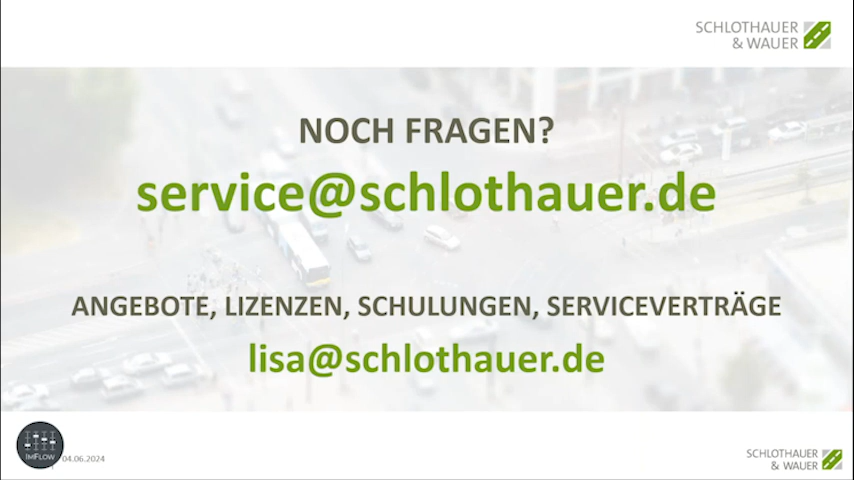 SCHLOTHAUER
& WAUER
NOCH FRAGEN?
service@schlothauer.de
ANGEBOTE, LIZENZEN, SCHULUNGEN, SERVICEVERTRÄGE
lisa@schlothauer.de
IMFLOW
04.06.2024
SCHLOTHAUER
& WAUER